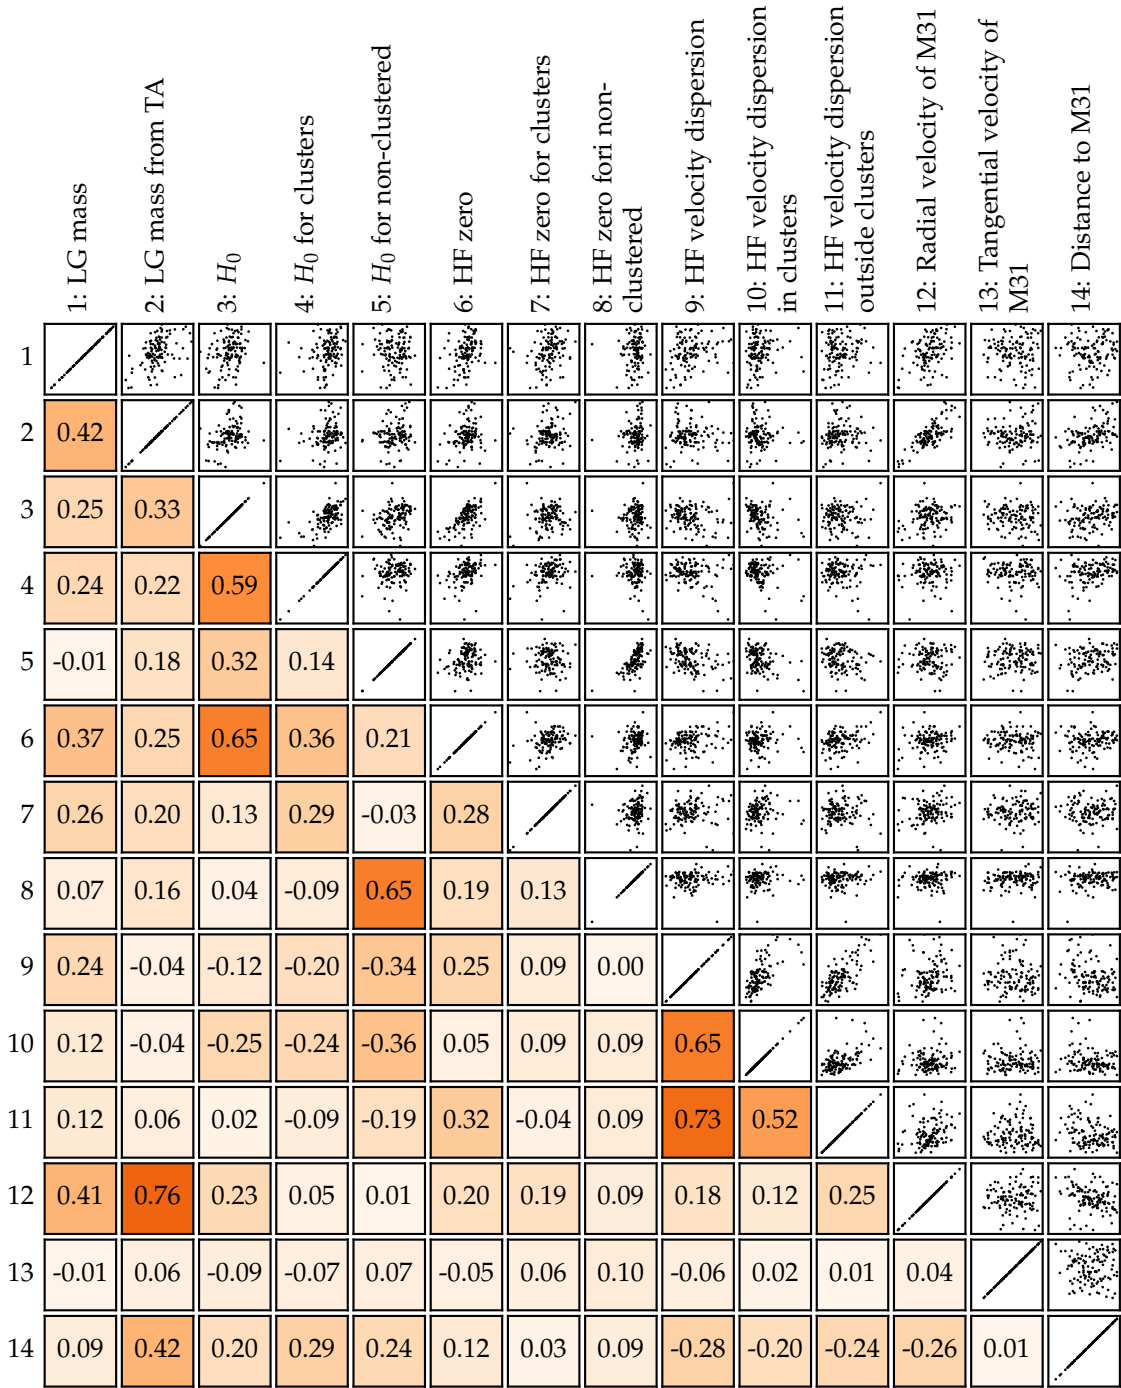 1: LG mass
2: LG mass from TA
3: H₀
4: H₀ for clusters
5: H₀ for non-clustered
6: HF zero
7: HF zero for clusters
8: HF zero fori non-
clustered
9: HF velocity dispersion
10: HF velocity dispersion
in clusters
11: HF velocity dispersion
outside clusters
12: Radial velocity of M31
13: Tangential velocity of
M31
14: Distance to M31
1
2 0.42
3 0.25 0.33
4 0.24 0.22 0.59
5 -0.01 0.18 0.32 0.14
6 0.37 0.25 0.65 0.36 0.21
7 0.26 0.20 0.13 0.29 -0.03 0.28
8 0.07 0.16 0.04 -0.09 0.65 0.19 0.13
9 0.24 -0.04 -0.12 -0.20 -0.34 0.25 0.09 0.00
10 0.12 -0.04 -0.25 -0.24 -0.36 0.05 0.09 0.09 0.65
11 0.12 0.06 0.02 -0.09 -0.19 0.32 -0.04 0.09 0.73 0.52
12 0.41 0.76 0.23 0.05 0.01 0.20 0.19 0.09 0.18 0.12 0.25
13 -0.01 0.06 -0.09 -0.07 0.07 -0.05 0.06 0.10 -0.06 0.02 0.01 0.04
14 0.09 0.42 0.20 0.29 0.24 0.12 0.03 0.09 -0.28 -0.20 -0.24 -0.26 0.01